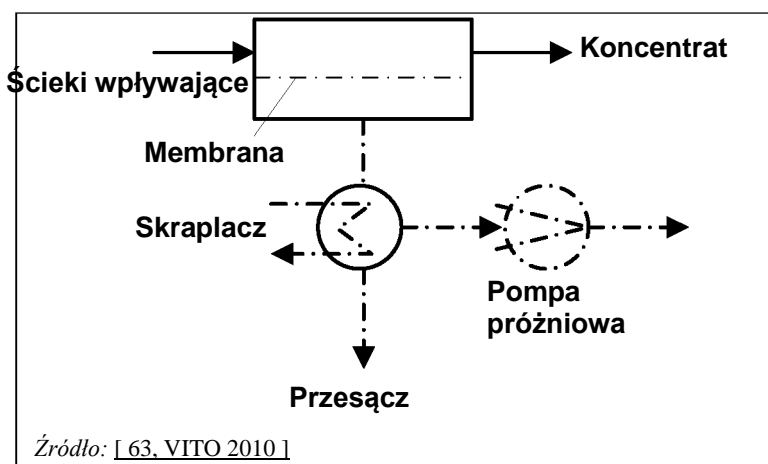 Koncentrat
Ścieki wpływające
Membrana
Skraplacz
Pompa
próżniowa
Przesącz
Źródło: [ 63, VITO 2010 ]